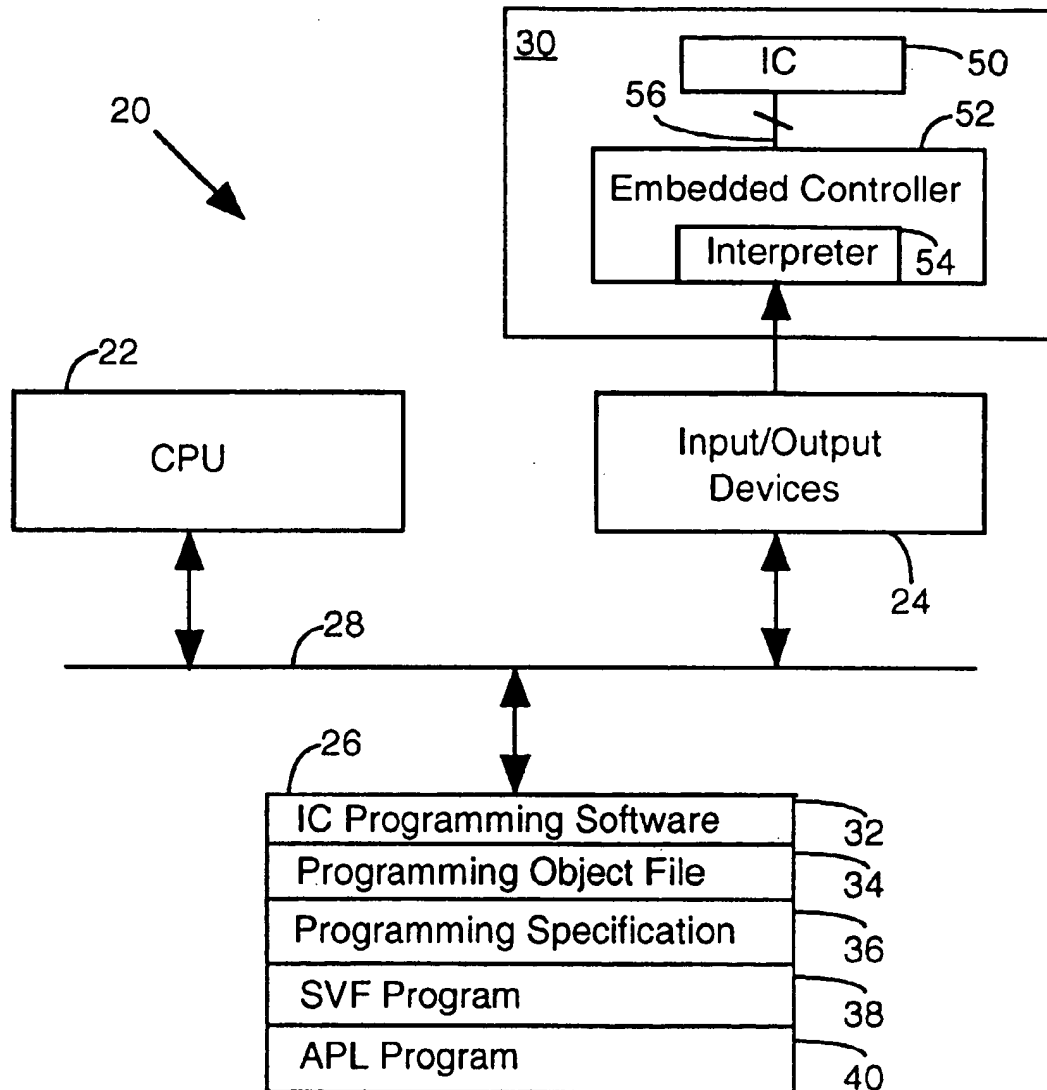 30
IC
50
56
52
20
Embedded Controller
Interpreter
54
22
CPU
Input/Output
Devices
24
28
26
IC Programming Software
32
Programming Object File
34
Programming Specification
36
SVF Program
38
APL Program
40